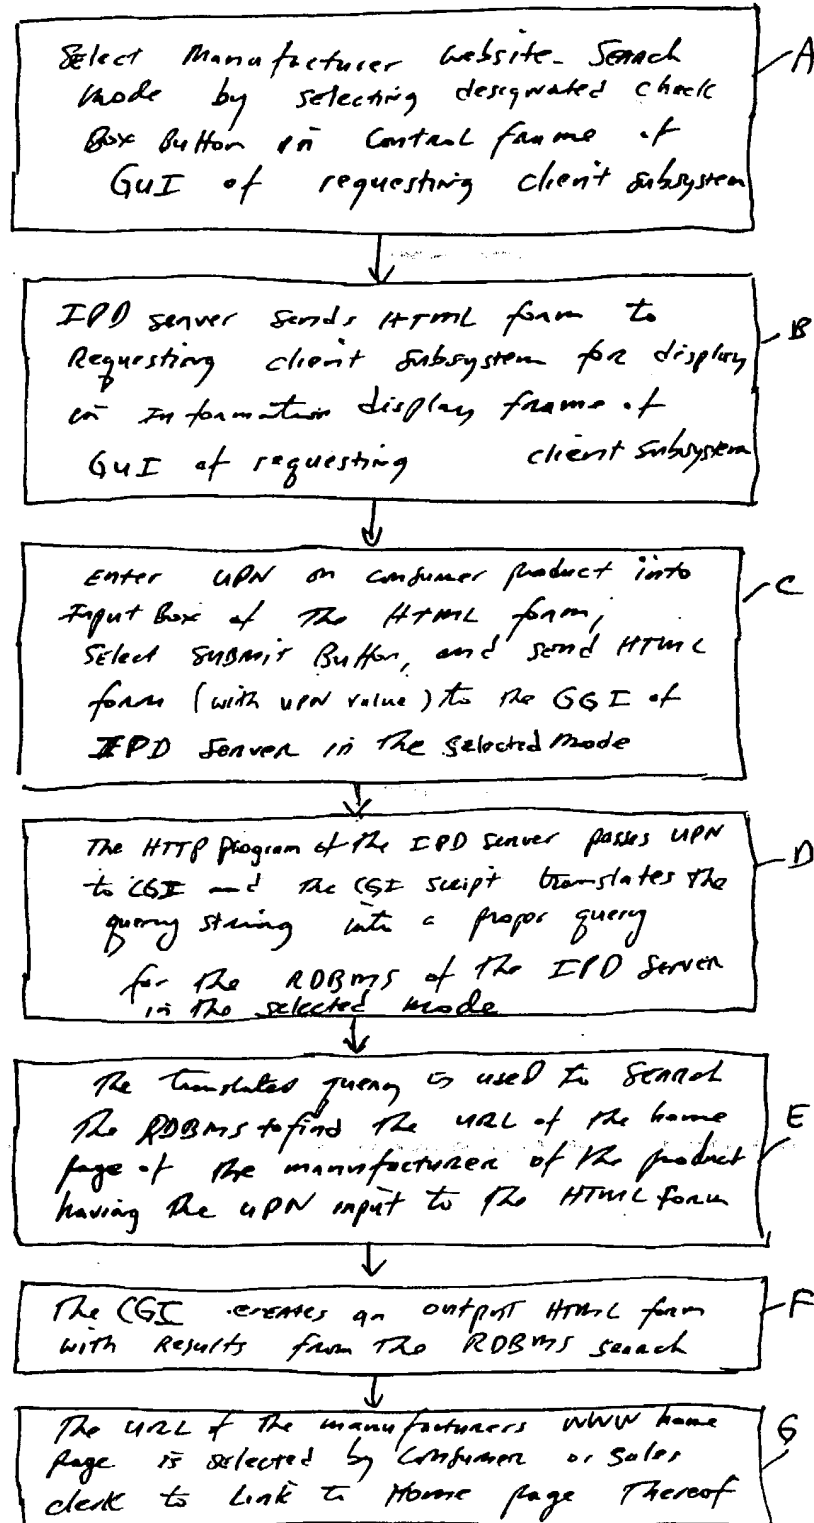 Select Manufacturer Website-Search
Mode by selecting designated check
Box Button in Control frame of
GUI of requesting client subsystem
A
IPD server sends HTML form to
Requesting client subsystem for display
in Information display frame of
GUI of requesting client subsystem
B
Enter UPN on consumer product into
Input Box of the HTML form,
Select SUBMIT Button, and send HTML
form (with UPN value) to the GGI of
IPD Server in the selected Mode
C
The HTTP program of the IPD server passes UPN
to CGI and the CGI script translates the
query string into a proper query
for the RDBMS of the IPD Server
in the selected mode
D
The translated query is used to search
the RDBMS to find the URL of the home
page of the manufacturer of the product
having the UPN input to the HTML form
E
The CGI creates an output HTML form
with Results from the RDBMS search
F
The URL of the manufacturers WWW home
page is selected by Consumer or Sales
clerk to Link to Home page Thereof
G